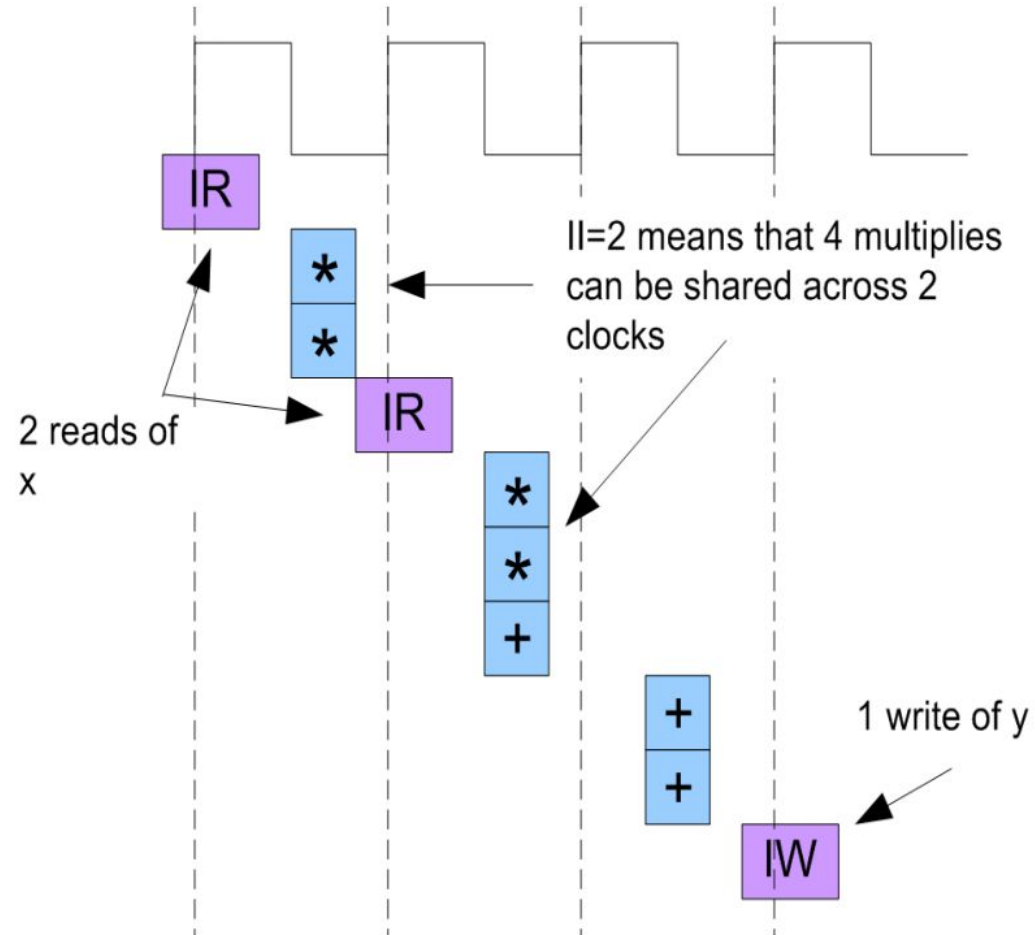 IR
II=2 means that 4 multiplies
can be shared across 2
clocks
*
*
IR
2 reads of
x
*
*
+
+
+
1 write of y
IW